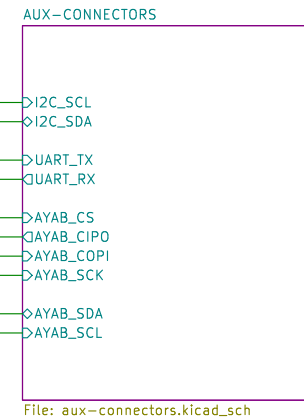 AUX-CONNECTORS
I2C_SCL
I2C_SDA
UART_TX
UART_RX
AYAB_CS
AYAB_CIPO
AYAB_COPI
AYAB_SCK
AYAB_SDA
AYAB_SCL
File: aux-connectors.kicad_sch